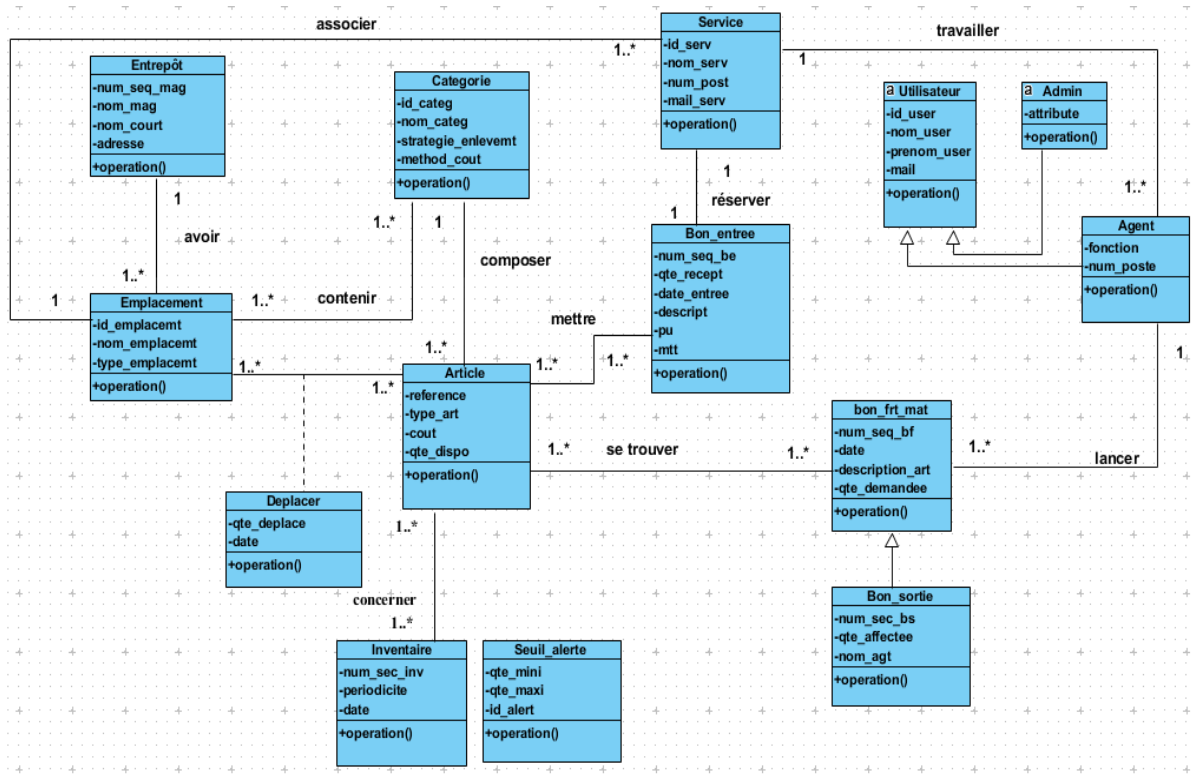 associer
1..*
Service
-id_serv
-nom_serv
-num_post
-mail_serv
+operation()
travailler
1
Entrepôt
-num_seq_mag
-nom_mag
-nom_court
-adresse
+operation()
Categorie
-id_categ
-nom_categ
-strategie_enlevemt
-method_cout
+operation()
a Utilisateur
-id_user
-nom_user
-prenom_user
-mail
+operation()
a Admin
-attribute
+operation()
1..*
Agent
-fonction
-num_poste
+operation()
1
1
avoir
1..*
1..*
1
composer
1
réserver
1
Bon_entree
-num_seq_be
-qte_recept
-date_entree
-descript
-pu
-mtt
+operation()
1
1..*
contenir
Emplacement
-id_emplacemt
-nom_emplacemt
-type_emplacemt
+operation()
mettre
1..*
1..*
1..*
1..*
1..*
Article
-reference
-type_art
-cout
-qte_dispo
+operation()
bon_frt_mat
-num_seq_bf
-date
-description_art
-qte_demandee
+operation()
1..*
se trouver
1..*
1..*
lancer
Deplacer
-qte_deplace
-date
+operation()
1..*
concerner
1..*
Inventaire
-num_sec_inv
-periodicite
-date
+operation()
Seuil_alerte
-qte_mini
-qte_maxi
-id_alert
+operation()
Bon_sortie
-num_sec_bs
-qte_affectee
-nom_agt
+operation()